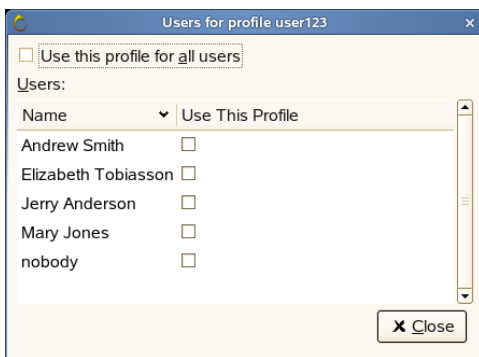 Users for profile user123
Use this profile for all users
Users:
Name Use This Profile
Andrew Smith
Elizabeth Tobiasson
Jerry Anderson
Mary Jones
nobody
Close